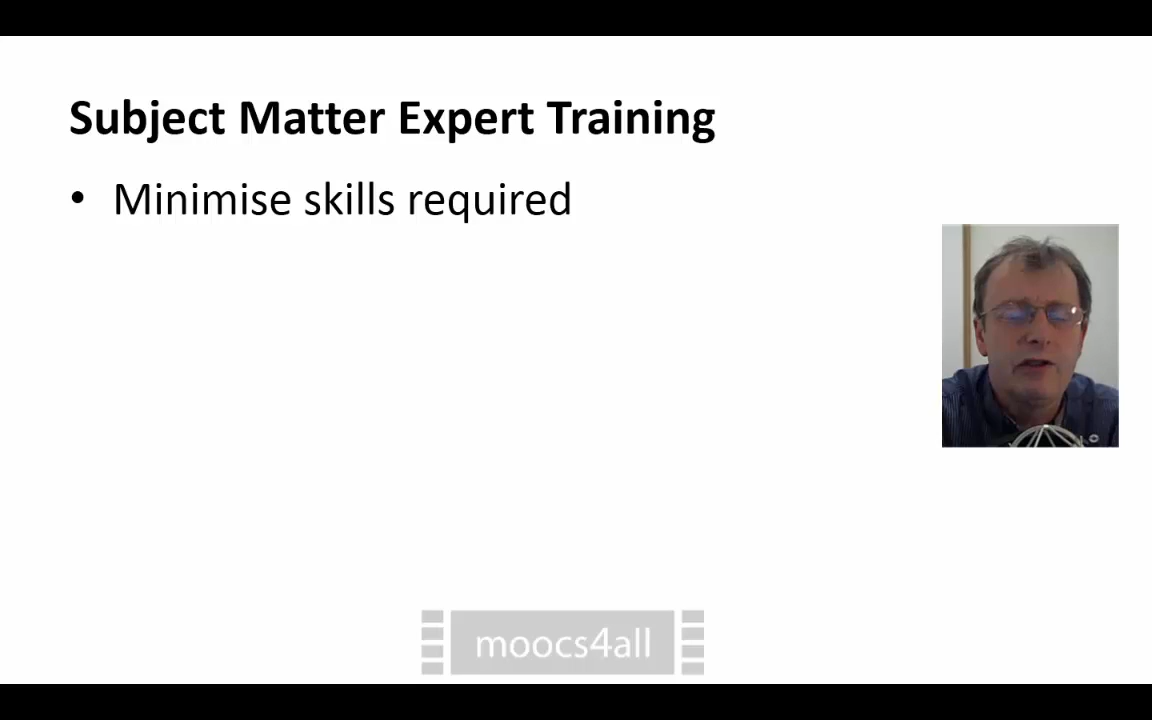 Subject Matter Expert Training
• Minimise skills required
moocs4all